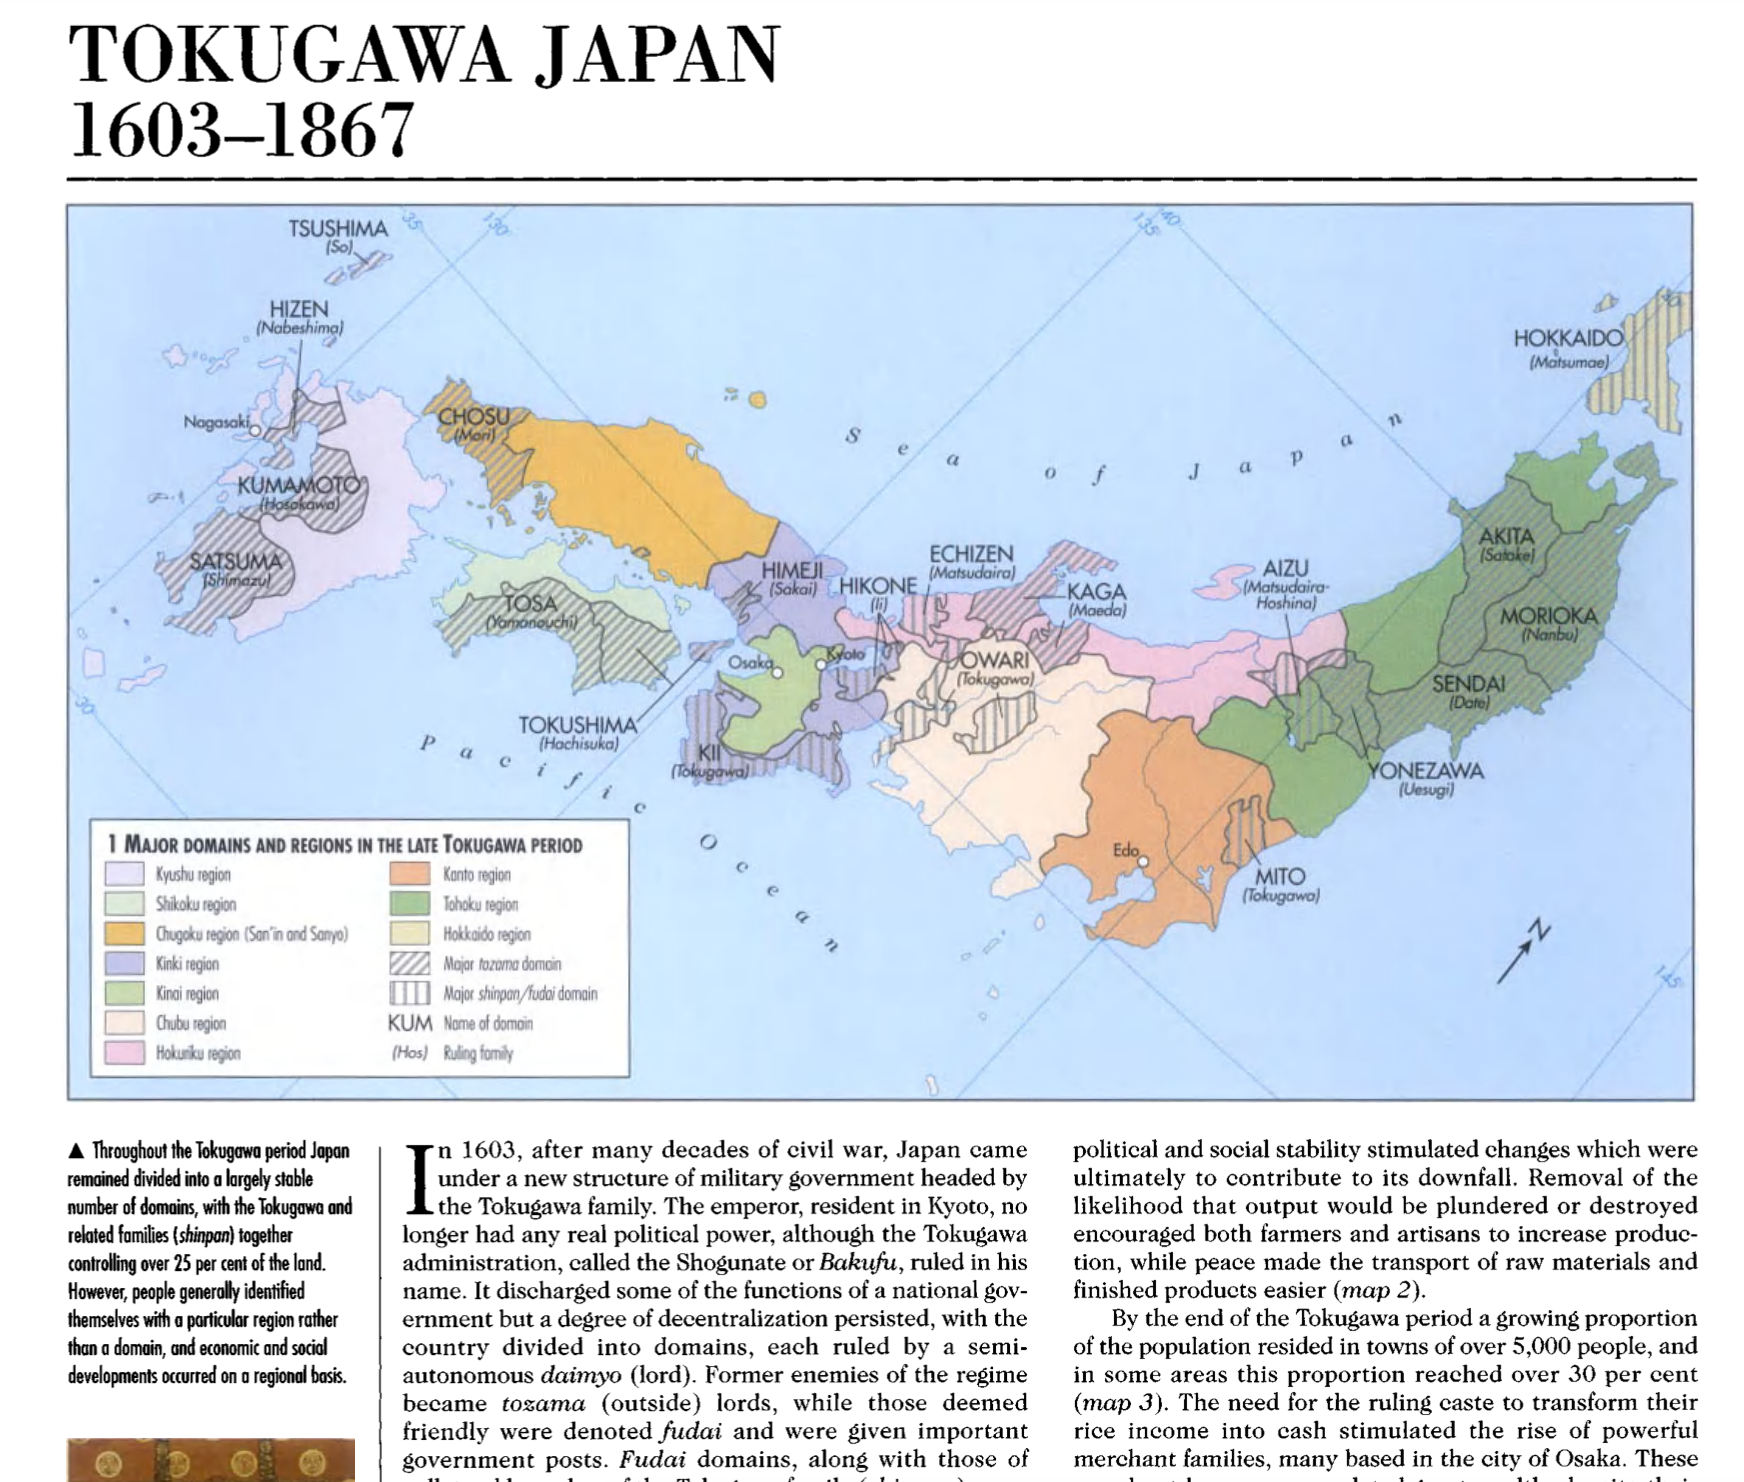 TOKUGAWA JAPAN
1603–1867
TSUSHIMA
(So)
35
130
135
40
HIZEN
(Nabeshima)
HOKKAIDO
(Matsumae)
Nagasaki
CHOSU
(Mori)
Sea of Japan
KUMAMOTO
(Hosokawa)
SATSUMA
(Shimazu)
AKITA
(Satake)
ECHIZEN
(Matsudaira)
HIMEJI
(Sakai)
HIKONE
(Ii)
KAGA
(Maeda)
AIZU
(Matsudaira-
Hoshina)
TOSA
(Yamanouchi)
MORIOKA
(Nanbu)
Osaka
Kyoto
OWARI
(Tokugawa)
SENDAI
(Date)
30
TOKUSHIMA
(Hachisuka)
KII
(Tokugawa)
YONEZAWA
(Uesugi)
Pacific Ocean
Edo
MITO
(Tokugawa)
N
145
1 MAJOR DOMAINS AND REGIONS IN THE LATE TOKUGAWA PERIOD
Kyushu region
Shikoku region
Chugoku region (San'in and Sanyo)
Kinki region
Kinai region
Chubu region
Hokuriku region
Kanto region
Tohoku region
Hokkaido region
Major tozama domain
Major shinpan/fudai domain
KUM Name of domain
(Hos) Ruling family
▲ Throughout the Tokugawa period Japan
remained divided into a largely stable
number of domains, with the Tokugawa and
related families (shinpan) together
controlling over 25 per cent of the land.
However, people generally identified
themselves with a particular region rather
than a domain, and economic and social
developments occurred on a regional basis.
In 1603, after many decades of civil war, Japan came
under a new structure of military government headed by
the Tokugawa family. The emperor, resident in Kyoto, no
longer had any real political power, although the Tokugawa
administration, called the Shogunate or Bakufu, ruled in his
name. It discharged some of the functions of a national gov-
ernment but a degree of decentralization persisted, with the
country divided into domains, each ruled by a semi-
autonomous daimyo (lord). Former enemies of the regime
became tozama (outside) lords, while those deemed
friendly were denoted fudai and were given important
government posts. Fudai domains, along with those of
political and social stability stimulated changes which were
ultimately to contribute to its downfall. Removal of the
likelihood that output would be plundered or destroyed
encouraged both farmers and artisans to increase produc-
tion, while peace made the transport of raw materials and
finished products easier (map 2).
By the end of the Tokugawa period a growing proportion
of the population resided in towns of over 5,000 people, and
in some areas this proportion reached over 30 per cent
(map 3). The need for the ruling caste to transform their
rice income into cash stimulated the rise of powerful
merchant families, many based in the city of Osaka. These